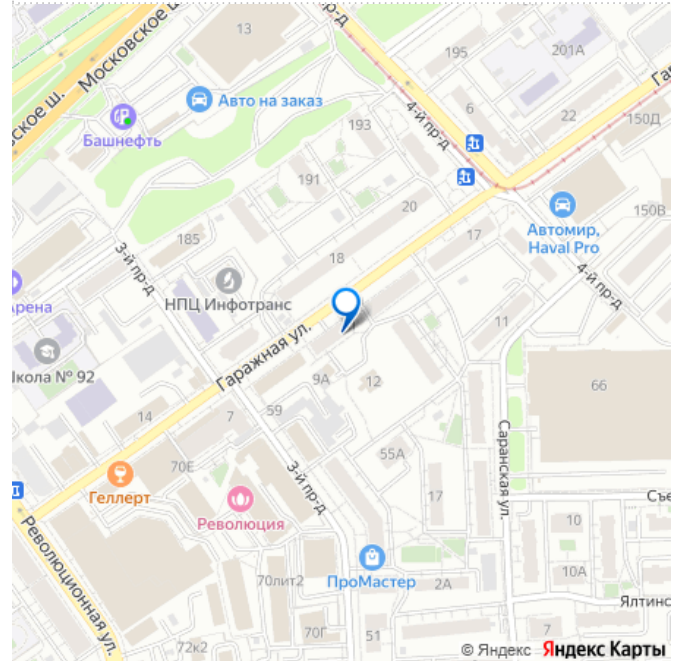 13
Московское ш.
ское ш.
195
201А
Авто на заказ
4-й пр-д
6
22
Га
150Д
Башнефть
193
191
20
150В
185
Автомир,
Haval Pro
17
3-й пр-д
18
НПЦ Инфотранс
4-й пр-д
Арена
Гаражная ул.
11
Школа № 92
9А
12
66
14
7
59
70Е
55А
Саранская ул.
3-й пр-д
Геллерт
17
Революция
Съе
Революционная ул.
10
ПроМастер
10А
70лит2
2А
Ялтинс
72к2
70Г
51
7
© Яндекс Яндекс Карты